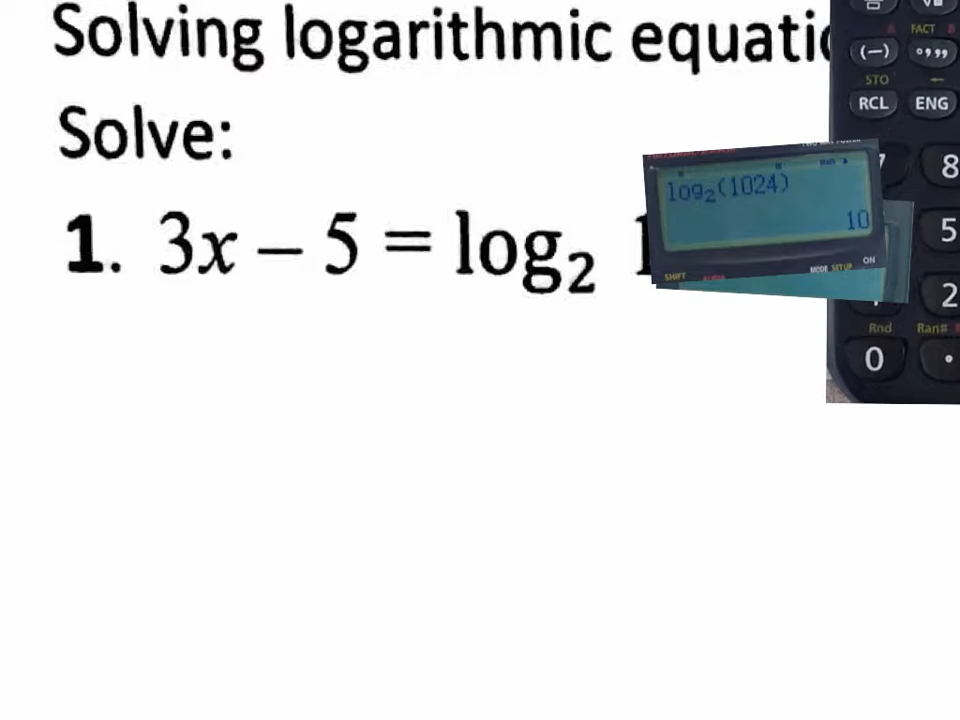 Solving logarithmic
Solve:
1. 3x – 5 = log₂
log₂(1024)
10
SHIFT
MODE SETUP
ON
FACT
(−)
STO
RCL ENG
8
5
2
Rnd Ran#
0 •